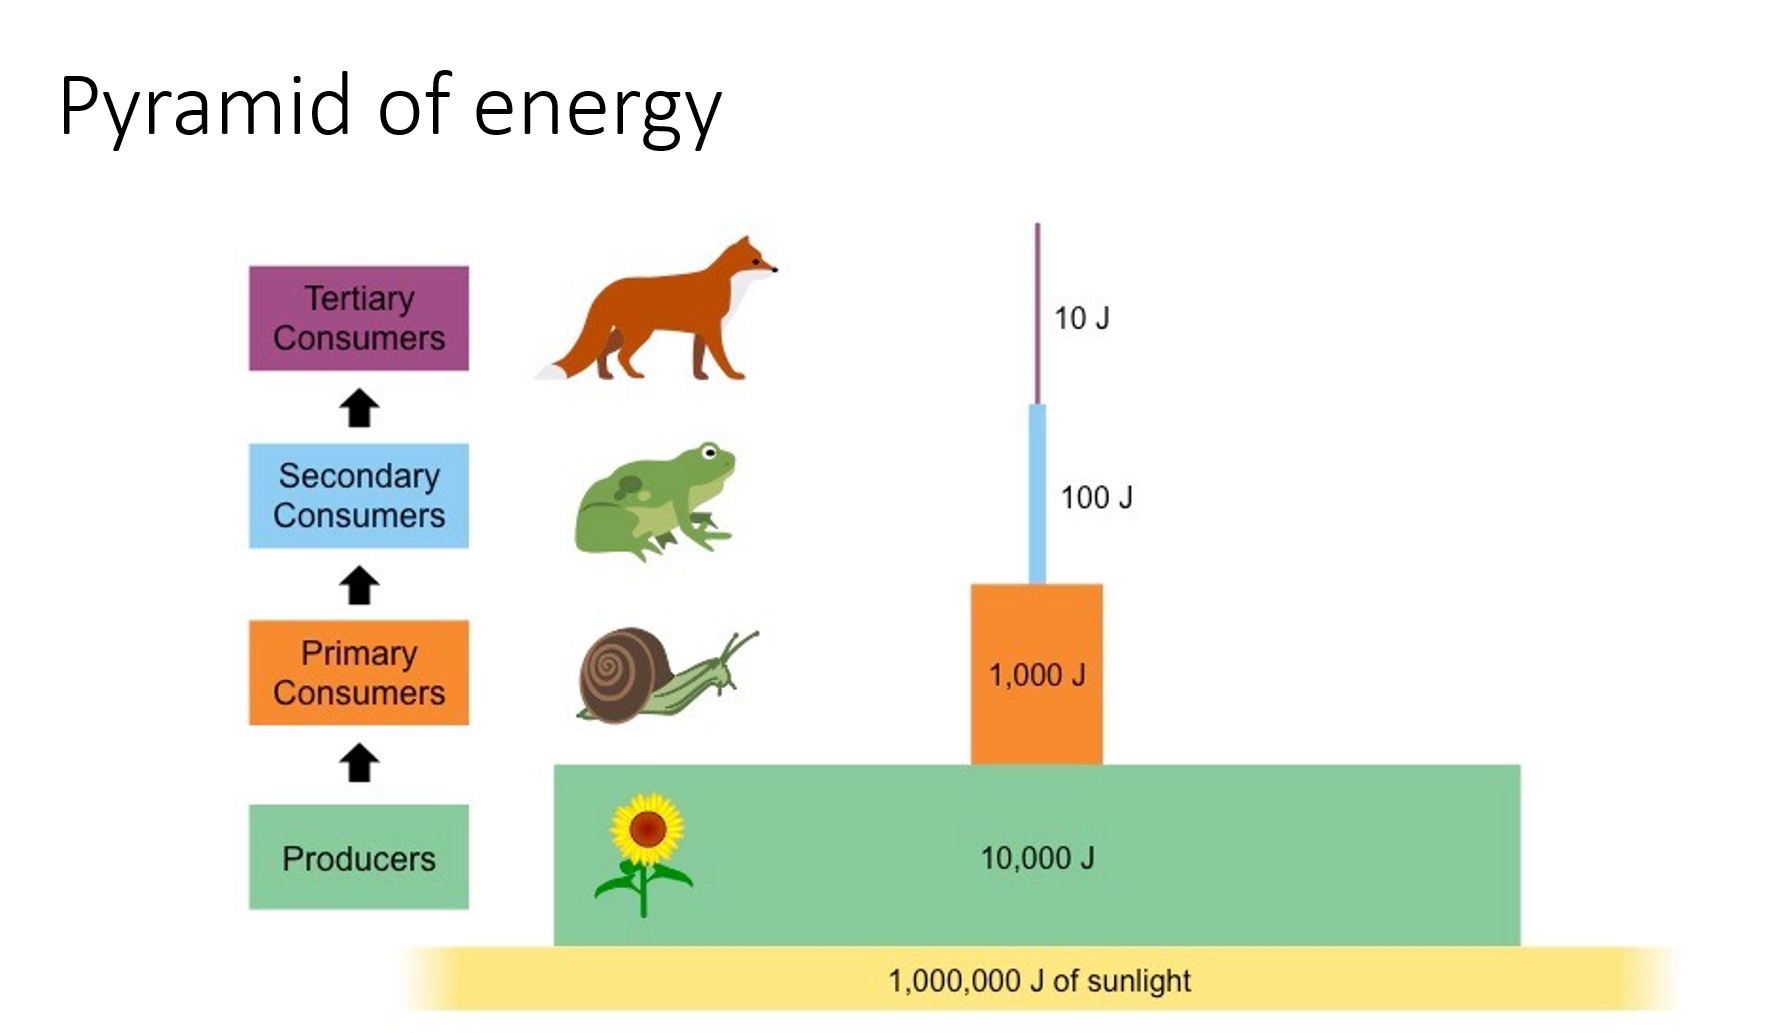 Pyramid of energy
Tertiary
Consumers
10 J
Secondary
Consumers
100 J
Primary
Consumers
1,000 J
Producers
10,000 J
1,000,000 J of sunlight